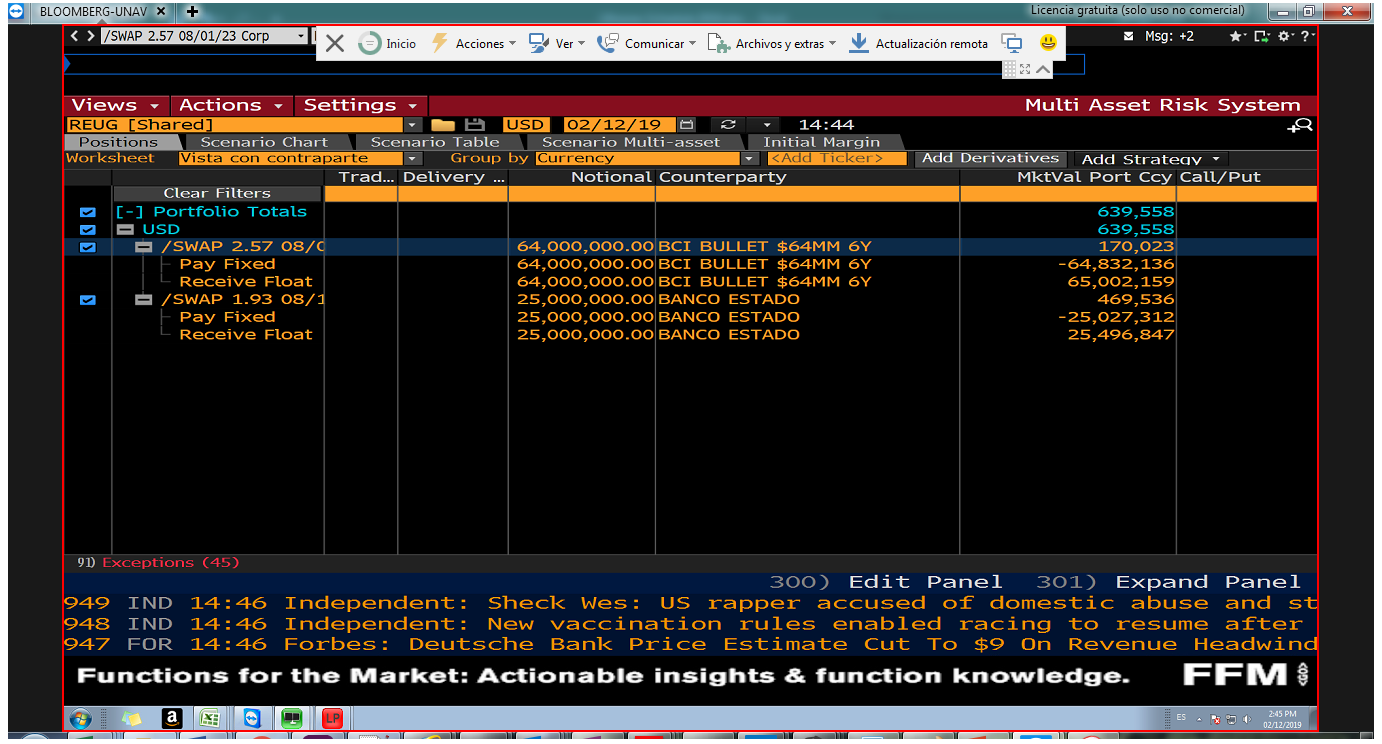 BLOOMBERG-UNAV
Licencia gratuita (solo uso no comercial)
/SWAP 2.57 08/01/23 Corp
Inicio Acciones Ver Comunicar Archivos y extras Actualización remota
Msg: +2
Views Actions Settings Multi Asset Risk System
REUG [Shared] USD 02/12/19 14:44
Positions Scenario Chart Scenario Table Scenario Multi-asset Initial Margin
Worksheet Vista con contraparte Group by Currency <Add Ticker> Add Derivatives Add Strategy
Trad... Delivery ... Notional Counterparty MktVal Port Ccy Call/Put
Clear Filters
[-] Portfolio Totals 639,558
USD 639,558
/SWAP 2.57 08/0 64,000,000.00 BCI BULLET $64MM 6Y 170,023
Pay Fixed 64,000,000.00 BCI BULLET $64MM 6Y -64,832,136
Receive Float 64,000,000.00 BCI BULLET $64MM 6Y 65,002,159
/SWAP 1.93 08/1 25,000,000.00 BANCO ESTADO 469,536
Pay Fixed 25,000,000.00 BANCO ESTADO -25,027,312
Receive Float 25,000,000.00 BANCO ESTADO 25,496,847
91) Exceptions (45)
300) Edit Panel 301) Expand Panel
949 IND 14:46 Independent: Sheck Wes: US rapper accused of domestic abuse and st
948 IND 14:46 Independent: New vaccination rules enabled racing to resume after
947 FOR 14:46 Forbes: Deutsche Bank Price Estimate Cut To $9 On Revenue Headwind
Functions for the Market: Actionable insights & function knowledge. FFM
LP ES 2:45 PM
02/12/2019